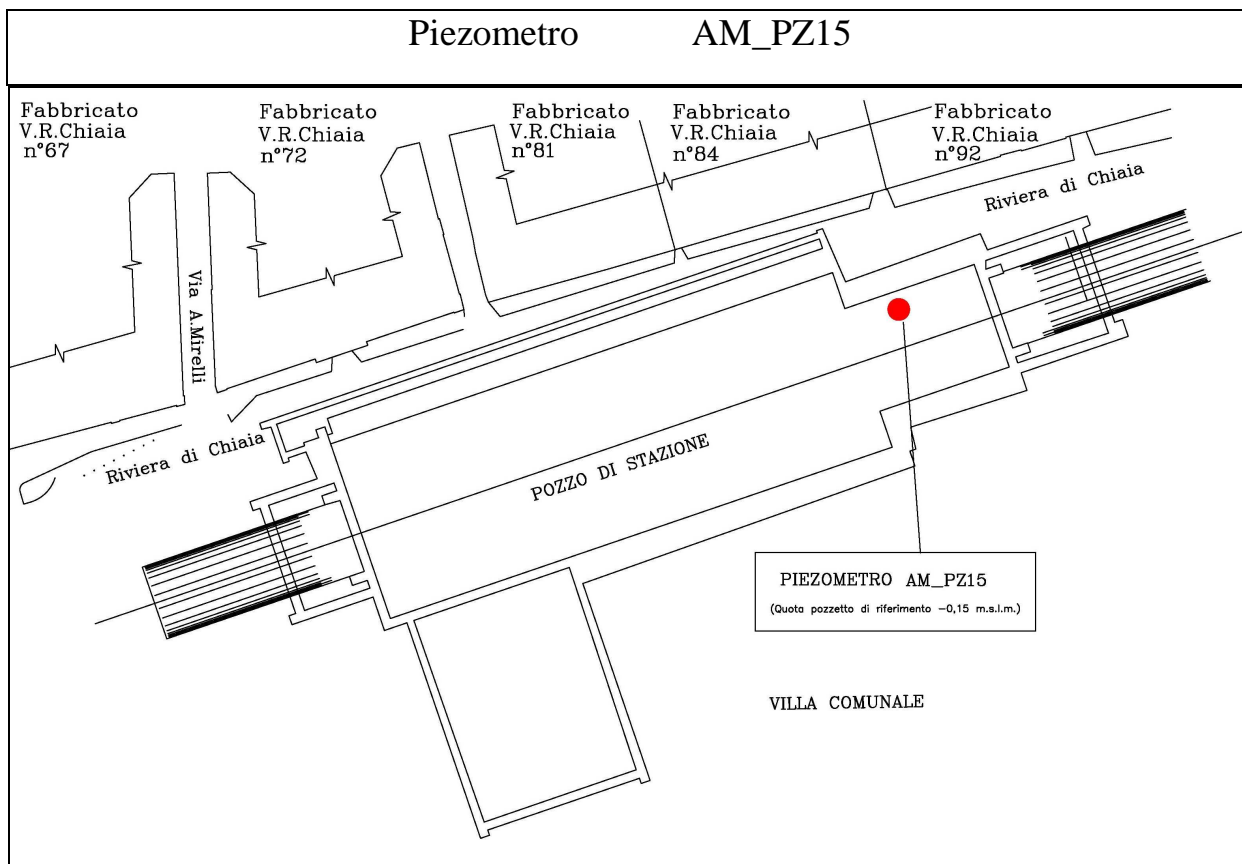 Piezometro AM_PZ15
Fabbricato
V.R.Chiaia
n°67
Fabbricato
V.R.Chiaia
n°72
Fabbricato
V.R.Chiaia
n°81
Fabbricato
V.R.Chiaia
n°84
Fabbricato
V.R.Chiaia
n°92
Riviera di Chiaia
Via A.Mirelli
Riviera di Chiaia
POZZO DI STAZIONE
PIEZOMETRO AM_PZ15
(Quota pozzetto di riferimento -0,15 m.s.l.m.)
VILLA COMUNALE